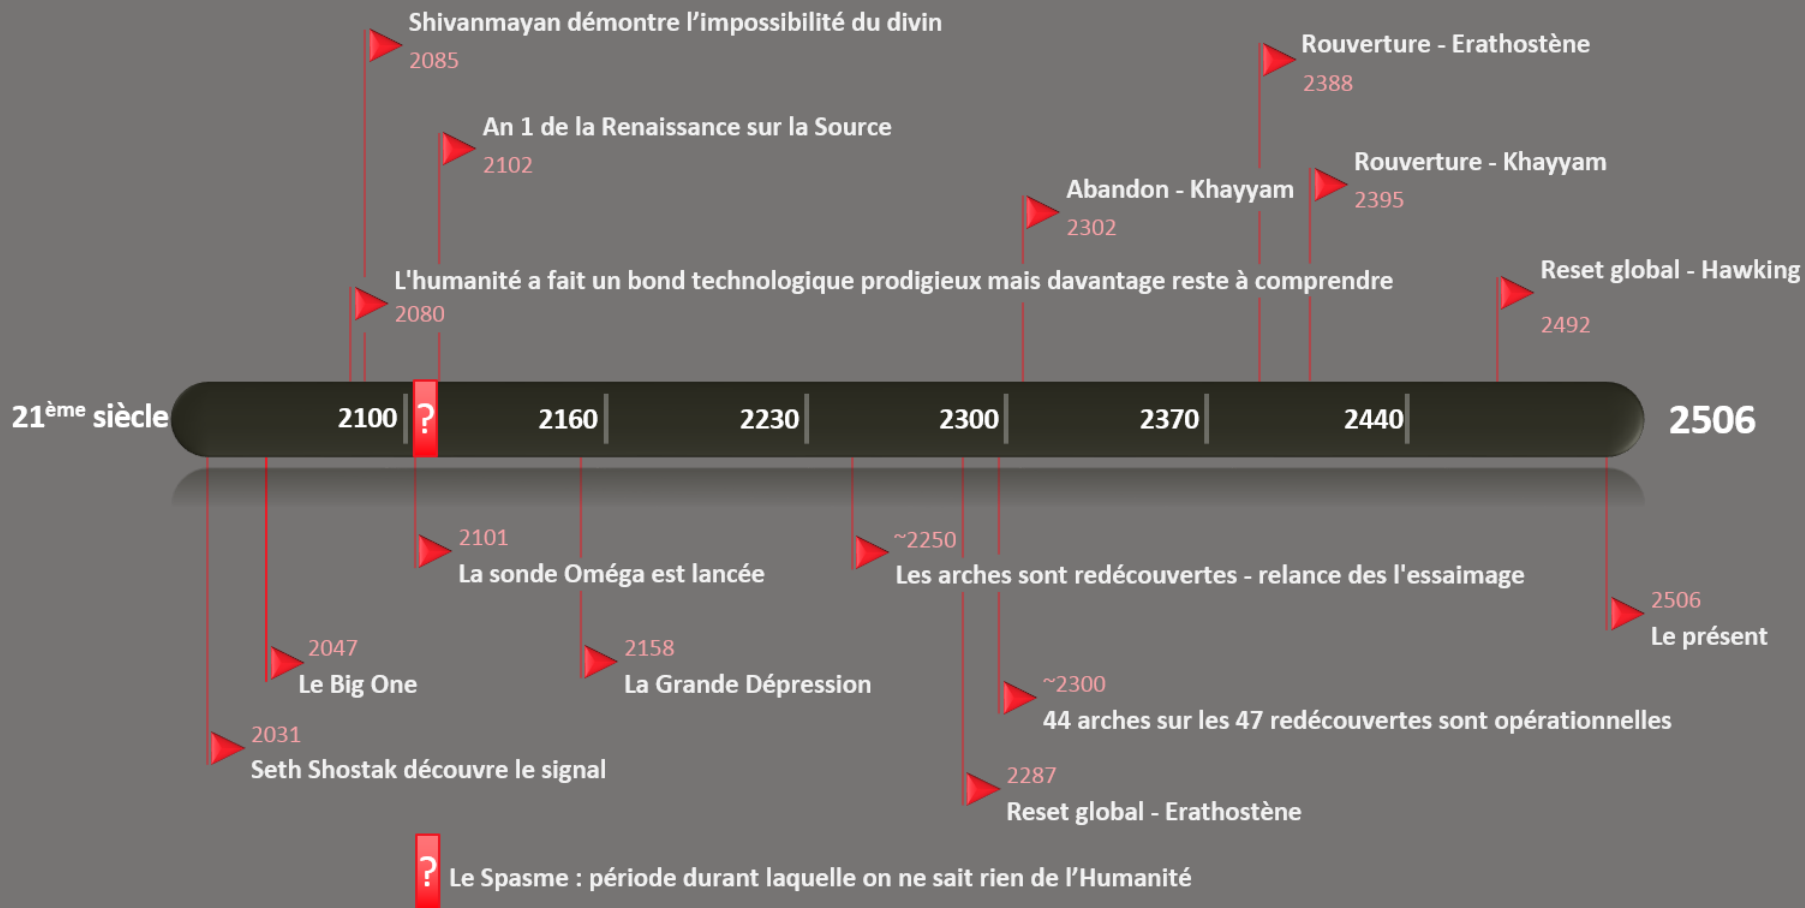 Shivanmayan démontre l’impossibilité du divin
2085
Rouverture - Erathostène
2388
An 1 de la Renaissance sur la Source
2102
Rouverture - Khayyam
2395
Abandon - Khayyam
2302
L'humanité a fait un bond technologique prodigieux mais davantage reste à comprendre
2080
Reset global - Hawking
2492
21ème siècle
2100
?
2160
2230
2300
2370
2440
2506
2101
La sonde Oméga est lancée
~2250
Les arches sont redécouvertes - relance des l'essaimage
2506
Le présent
2047
Le Big One
2158
La Grande Dépression
~2300
44 arches sur les 47 redécouvertes sont opérationnelles
2031
Seth Shostak découvre le signal
2287
Reset global - Erathostène
?
Le Spasme : période durant laquelle on ne sait rien de l’Humanité